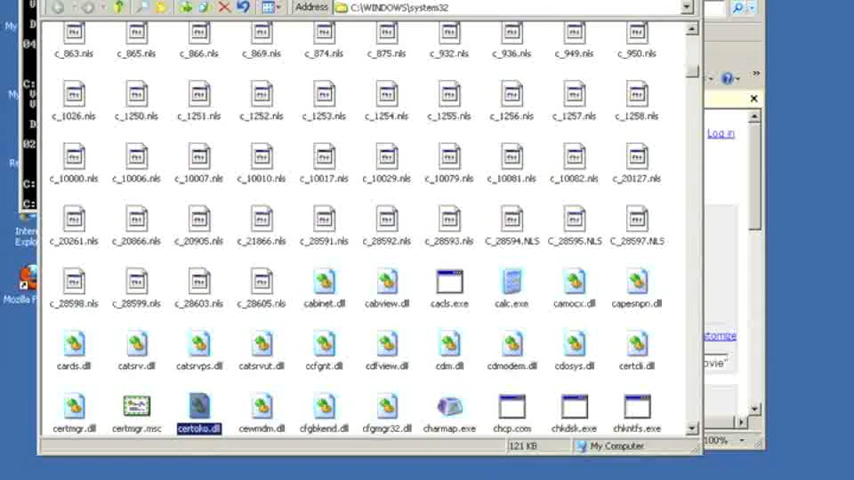 Address C:\WINDOWS\system32
c_863.nls c_865.nls c_866.nls c_869.nls c_874.nls c_875.nls c_932.nls c_936.nls c_949.nls c_950.nls
c_1026.nls c_1250.nls c_1251.nls c_1252.nls c_1253.nls c_1254.nls c_1255.nls c_1256.nls c_1257.nls c_1258.nls
Log in
c_10000.nls c_10006.nls c_10007.nls c_10010.nls c_10017.nls c_10029.nls c_10079.nls c_10081.nls c_10082.nls c_20127.nls
c_20261.nls c_20866.nls c_20905.nls c_21866.nls c_28591.nls c_28592.nls c_28593.nls C_28594.NLS C_28595.NLS C_28597.NLS
c_28598.nls c_28599.nls c_28603.nls c_28605.nls cabinet.dll cabview.dll cacls.exe calc.exe camocx.dll capesnpn.dll
cards.dll catsrv.dll catsrvps.dll catsrvut.dll ccfgnt.dll cdfview.dll cdm.dll cdmodem.dll cdosys.dll certcli.dll
certmgr.dll certmgr.msc certoko.dll cewmdm.dll cfgbkend.dll cfgmgr32.dll charmap.exe chcp.com chkdsk.exe chkntfs.exe
121 KB My Computer
100%